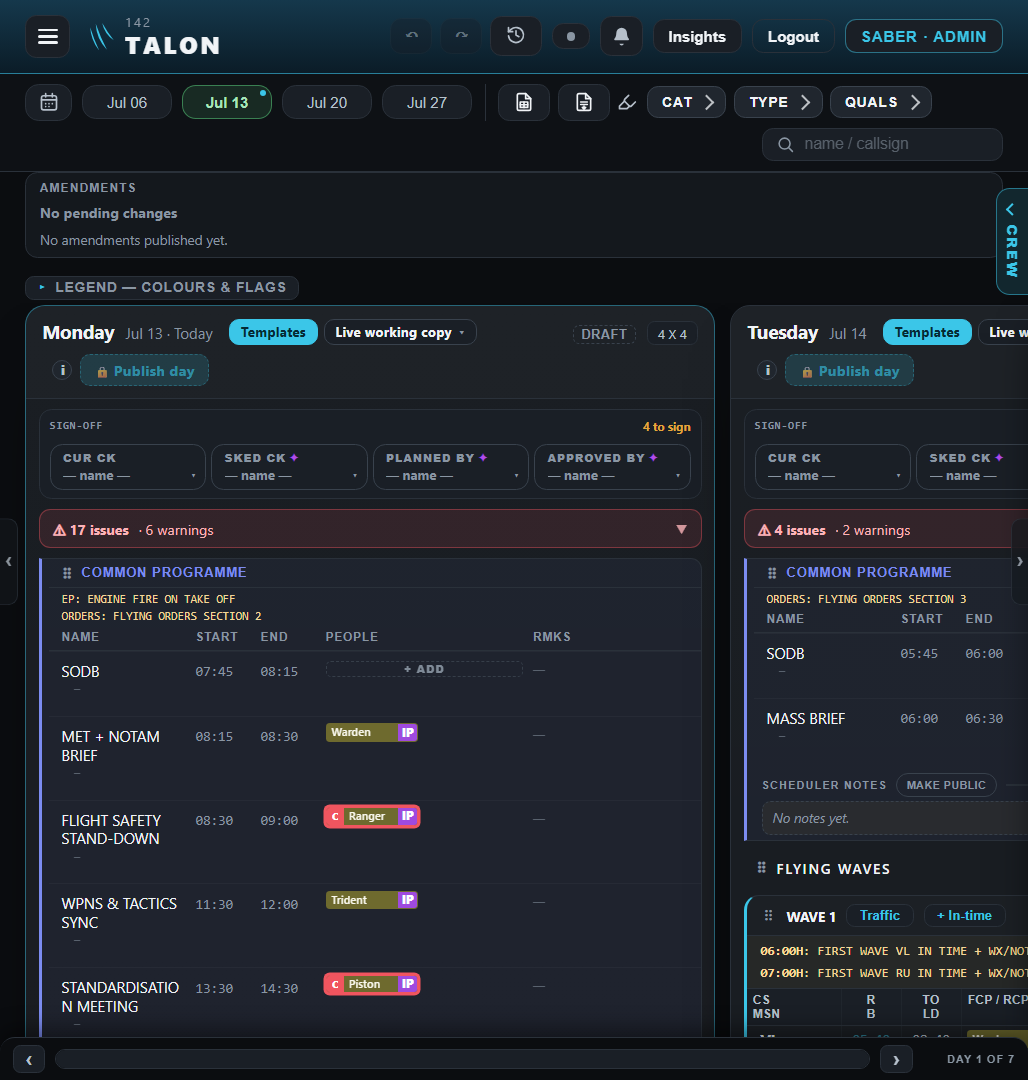 142
TALON
Insights
Logout
SABER · ADMIN
Jul 06
Jul 13
Jul 20
Jul 27
CAT
TYPE
QUALS
name / callsign
AMENDMENTS
No pending changes
No amendments published yet.
CREW
LEGEND — COLOURS & FLAGS
Monday Jul 13 · Today Templates Live working copy DRAFT 4 X 4
i Publish day
SIGN-OFF 4 to sign
CUR CK SKED CK PLANNED BY APPROVED BY
— name — — name — — name — — name —
17 issues · 6 warnings
COMMON PROGRAMME
EP: ENGINE FIRE ON TAKE OFF
ORDERS: FLYING ORDERS SECTION 2
NAME START END PEOPLE RMKS
SODB 07:45 08:15 + ADD —
—
MET + NOTAM 08:15 08:30 Warden IP —
BRIEF
—
FLIGHT SAFETY 08:30 09:00 C Ranger IP —
STAND-DOWN
—
WPNS & TACTICS 11:30 12:00 Trident IP —
SYNC
—
STANDARDISATIO 13:30 14:30 C Piston IP —
N MEETING
—
Tuesday Jul 14 Templates Live w
i Publish day
SIGN-OFF
CUR CK SKED CK
— name — — name —
4 issues · 2 warnings
COMMON PROGRAMME
ORDERS: FLYING ORDERS SECTION 3
NAME START END
SODB 05:45 06:00
—
MASS BRIEF 06:00 06:30
—
SCHEDULER NOTES MAKE PUBLIC
No notes yet.
FLYING WAVES
WAVE 1 Traffic + In-time
06:00H: FIRST WAVE VL IN TIME + WX/NOT
07:00H: FIRST WAVE RU IN TIME + WX/NOT
CS R TO FCP / RCP
MSN B LD
DAY 1 OF 7